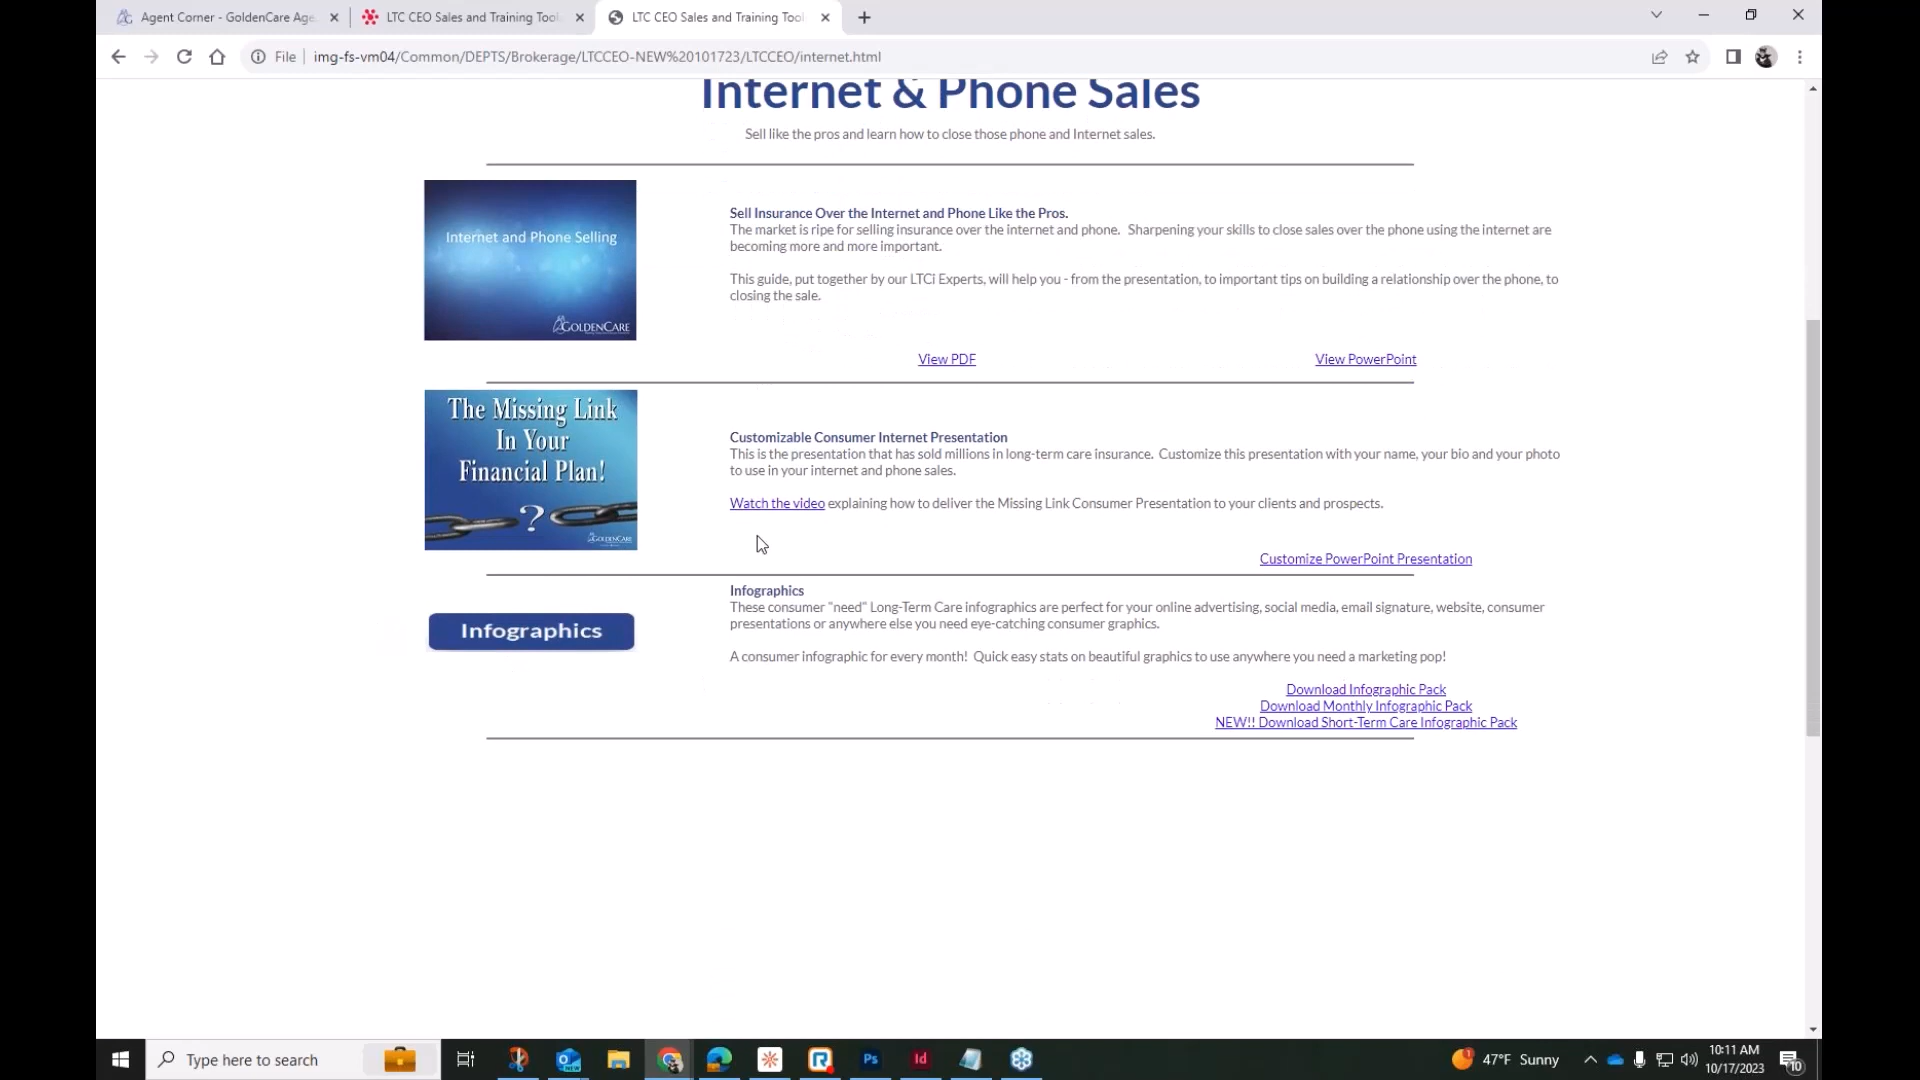 Agent Corner - GoldenCare Age
LTC CEO Sales and Training Tool
LTC CEO Sales and Training Tool
File
img-fs-vm04/Common/DEPTS/Brokerage/LTCCEO-NEW%20101723/LTCCEO/internet.html
Internet & Phone Sales
Sell like the pros and learn how to close those phone and Internet sales.
Internet and Phone Selling
GOLDENCARE
Sell Insurance Over the Internet and Phone Like the Pros.
The market is ripe for selling insurance over the internet and phone. Sharpening your skills to close sales over the phone using the internet are
becoming more and more important.
This guide, put together by our LTCi Experts, will help you - from the presentation, to important tips on building a relationship over the phone, to
closing the sale.
View PDF
View PowerPoint
The Missing Link
In Your
Financial Plan!
?
GOLDENCARE
Customizable Consumer Internet Presentation
This is the presentation that has sold millions in long-term care insurance. Customize this presentation with your name, your bio and your photo
to use in your internet and phone sales.
Watch the video explaining how to deliver the Missing Link Consumer Presentation to your clients and prospects.
Customize PowerPoint Presentation
Infographics
Infographics
These consumer "need" Long-Term Care infographics are perfect for your online advertising, social media, email signature, website, consumer
presentations or anywhere else you need eye-catching consumer graphics.
A consumer infographic for every month! Quick easy stats on beautiful graphics to use anywhere you need a marketing pop!
Download Infographic Pack
Download Monthly Infographic Pack
NEW!! Download Short-Term Care Infographic Pack
Type here to search
NEW
Ps
Id
47°F Sunny
10:11 AM
10/17/2023
10